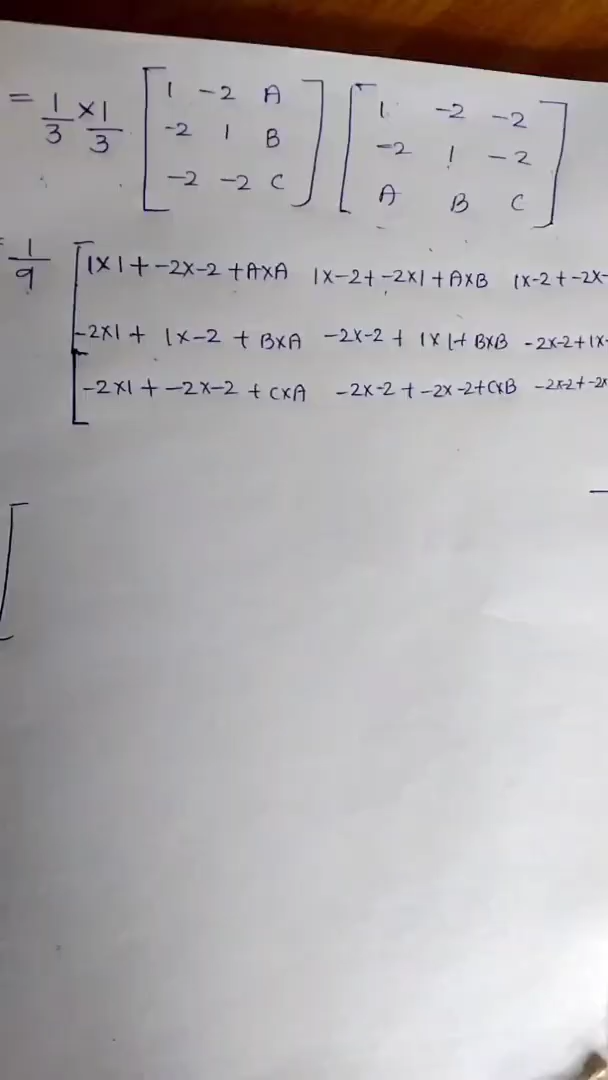 = 1/3 × 1/3 [ 1 -2 A ] [ 1 -2 -2 ]
-2 1 B -2 1 -2
-2 -2 C A B C
= 1/9 [ 1×1+-2×-2+A×A 1×-2+-2×1+A×B 1×-2+-2×-
-2×1+ 1×-2 + B×A -2×-2 + 1×1+B×B -2×-2+1×-
-2×1 + -2×-2 + C×A -2×-2 + -2×-2+C×B -2×-2+-2×
[